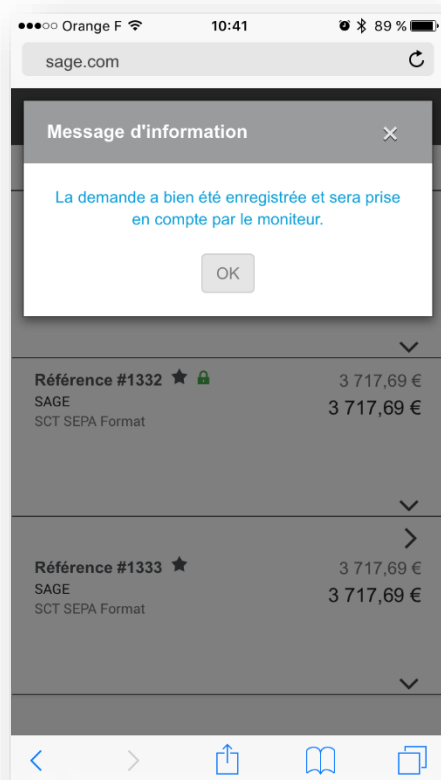 Orange F 10:41 89 %
sage.com
Message d'information
La demande a bien été enregistrée et sera prise
en compte par le moniteur.
OK
Référence #1332 3 717,69 €
SAGE 3 717,69 €
SCT SEPA Format
Référence #1333 3 717,69 €
SAGE 3 717,69 €
SCT SEPA Format